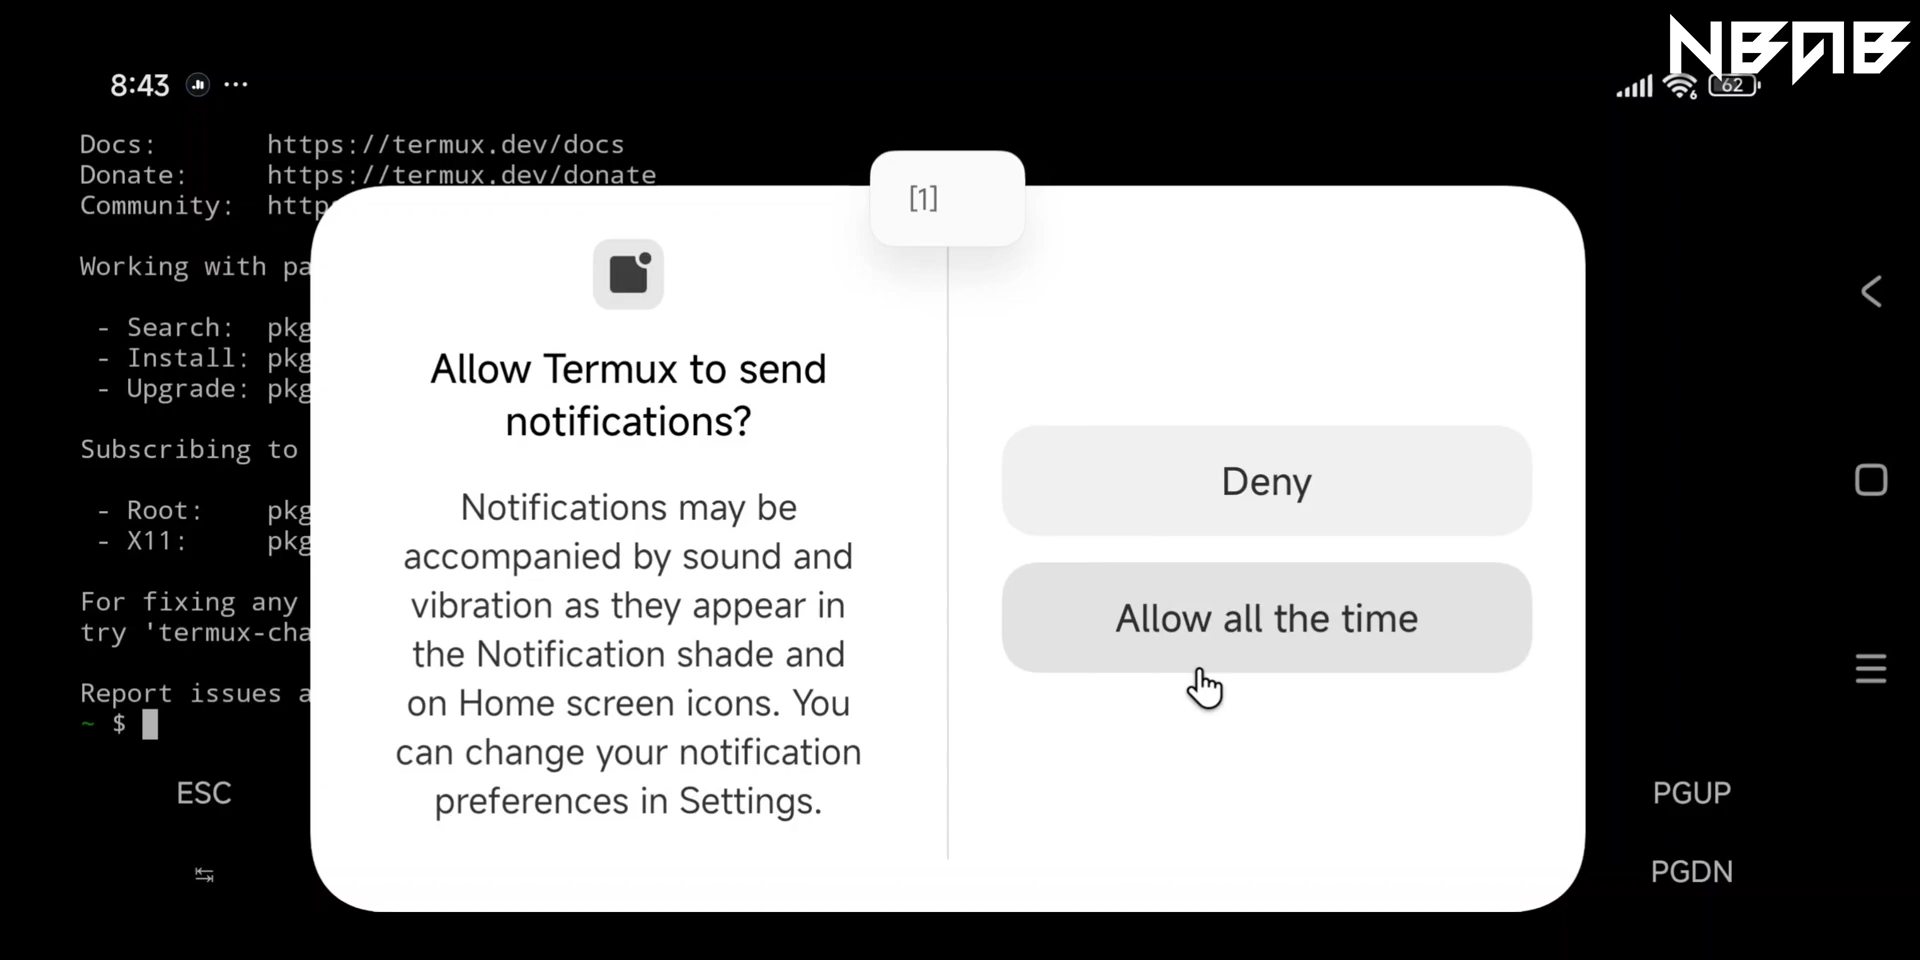 NBAB
8:43 ...
62
Docs: https://termux.dev/docs
Donate: https://termux.dev/donate
Community: http
[1]
Working with pa
- Search: pkg
- Install: pkg
- Upgrade: pkg
Subscribing to
- Root: pkg
- X11: pkg
For fixing any
try 'termux-cha
Report issues a
~ $
Allow Termux to send
notifications?
Notifications may be
accompanied by sound and
vibration as they appear in
the Notification shade and
on Home screen icons. You
can change your notification
preferences in Settings.
Deny
Allow all the time
ESC
PGUP
PGDN